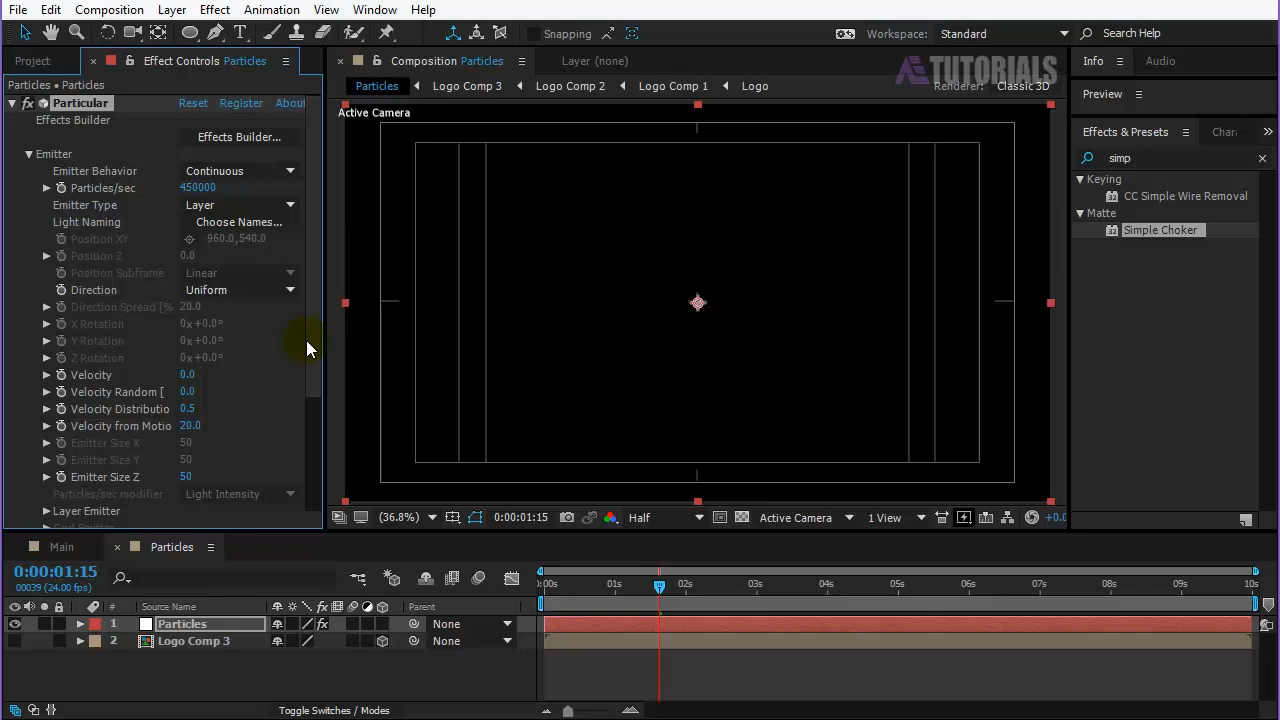 File Edit Composition Layer Effect Animation View Window Help
Snapping Workspace: Standard Search Help
Project Effect Controls Particles Composition Particles Layer (none) Info Audio
AETUTORIALS
Particles • Particles Particles Logo Comp 3 Logo Comp 2 Logo Comp 1 Logo Renderer: Classic 3D
Preview
fx Particular Reset Register About
Active Camera
Effects Builder
Effects Builder...
Effects & Presets Chara
Emitter
simp
Emitter Behavior Continuous
Keying
Particles/sec 450000
CC Simple Wire Removal
Emitter Type Layer
Matte
Light Naming Choose Names...
Simple Choker
Position XY 960.0,540.0
Position Z 0.0
Position Subframe Linear
Direction Uniform
Direction Spread [% 20.0
X Rotation 0x+0.0°
Y Rotation 0x+0.0°
Z Rotation 0x+0.0°
Velocity 0.0
Velocity Random [ 0.0
Velocity Distributio 0.5
Velocity from Motio 20.0
Emitter Size X 50
Emitter Size Y 50
Emitter Size Z 50
Particles/sec modifier Light Intensity
Layer Emitter
(36.8%) 0:00:01:15 Half Active Camera 1 View +0.0
Main Particles
0:00:01:15
00039 (24.00 fps)
:00s 01s 02s 03s 04s 05s 06s 07s 08s 09s 10s
# Source Name fx Parent
1 Particles fx None
2 Logo Comp 3 None
Toggle Switches / Modes